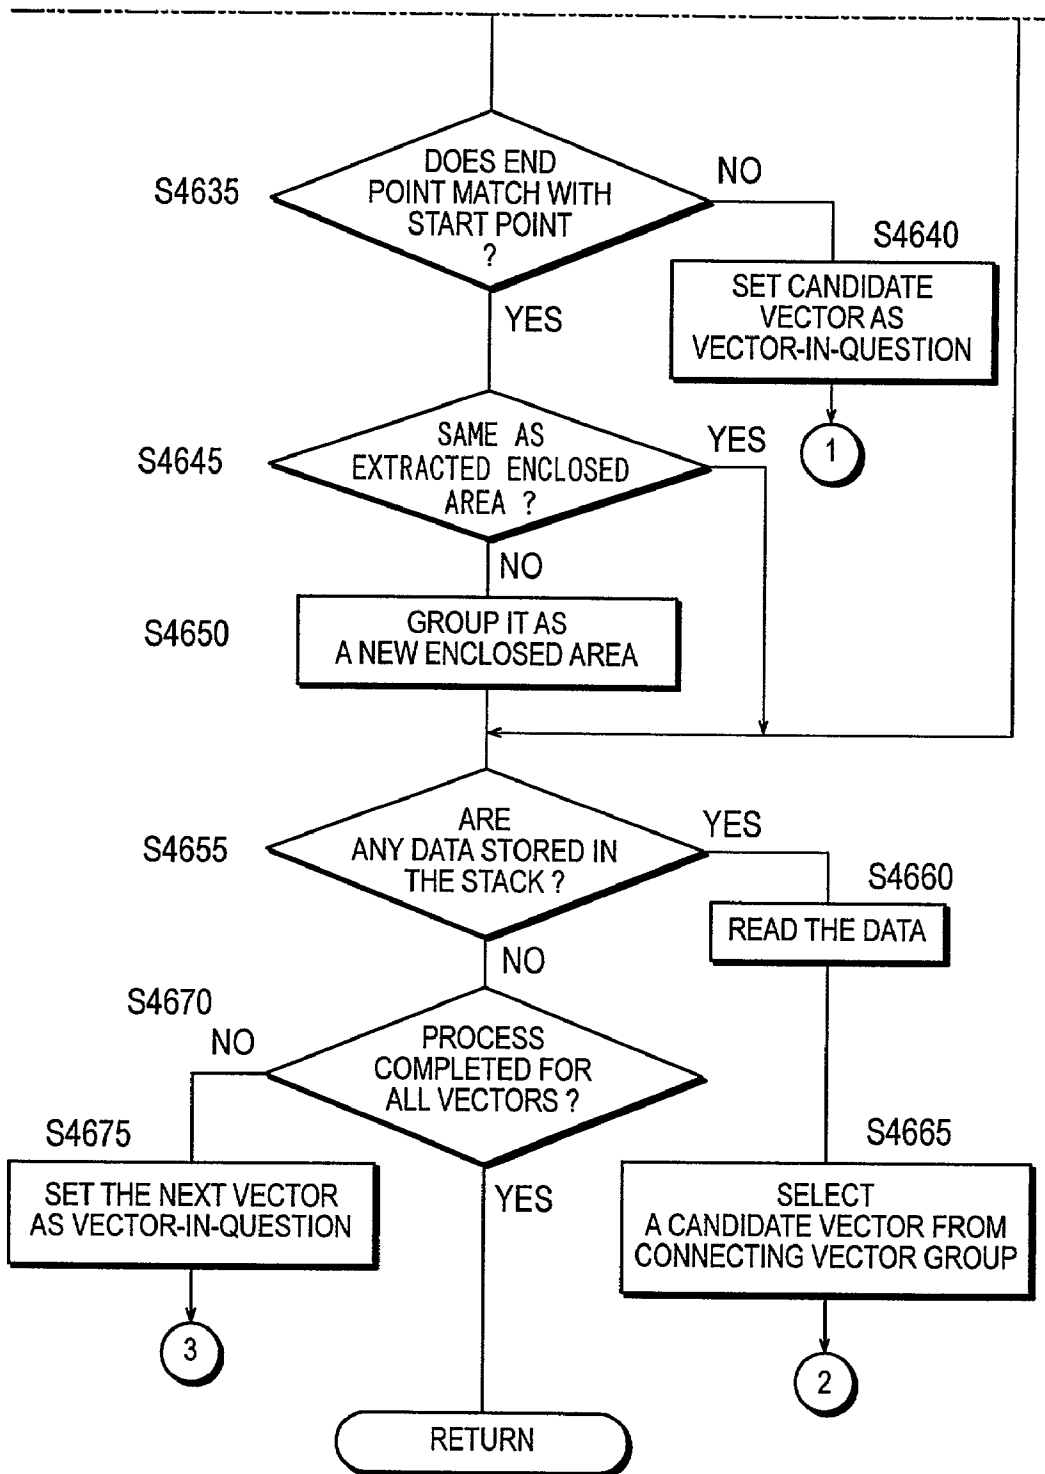 DOES END
POINT MATCH WITH
START POINT
?
S4635
NO
S4640
SET CANDIDATE
VECTOR AS
VECTOR-IN-QUESTION
1
YES
SAME AS
EXTRACTED ENCLOSED
AREA ?
S4645
YES
NO
S4650
GROUP IT AS
A NEW ENCLOSED AREA
ARE
ANY DATA STORED IN
THE STACK ?
S4655
YES
S4660
READ THE DATA
NO
S4670
NO
PROCESS
COMPLETED FOR
ALL VECTORS ?
S4675
SET THE NEXT VECTOR
AS VECTOR-IN-QUESTION
3
YES
S4665
SELECT
A CANDIDATE VECTOR FROM
CONNECTING VECTOR GROUP
2
RETURN